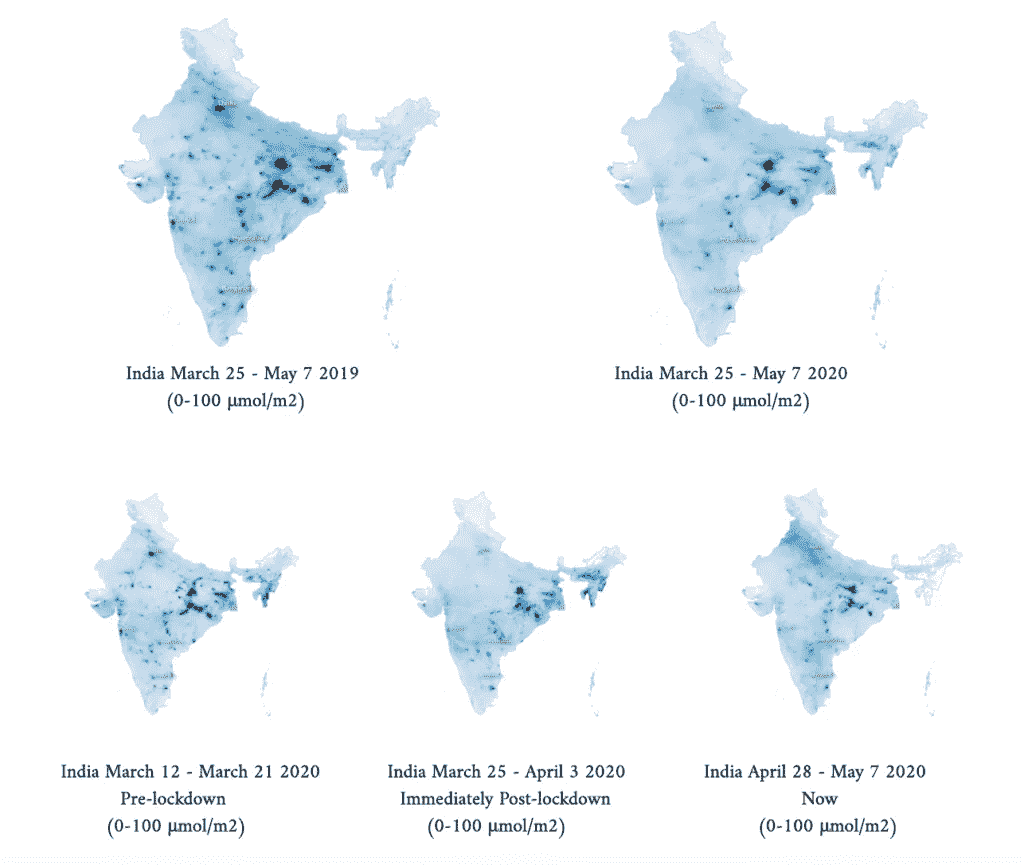 India March 25 - May 7 2019
(0-100 µmol/m2)
India March 25 - May 7 2020
(0-100 µmol/m2)
India March 12 - March 21 2020
Pre-lockdown
(0-100 µmol/m2)
India March 25 - April 3 2020
Immediately Post-lockdown
(0-100 µmol/m2)
India April 28 - May 7 2020
Now
(0-100 µmol/m2)